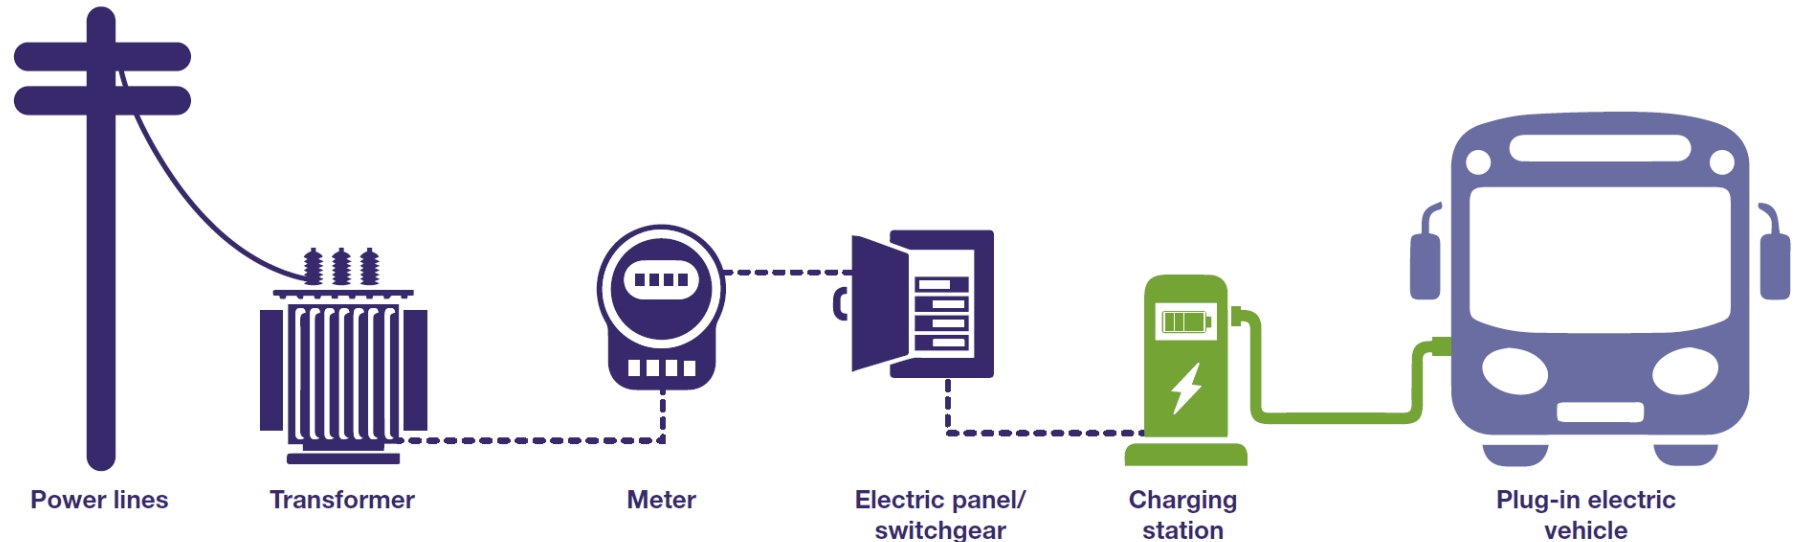 Power lines
Transformer
Meter
Electric panel/
switchgear
Charging
station
Plug-in electric
vehicle